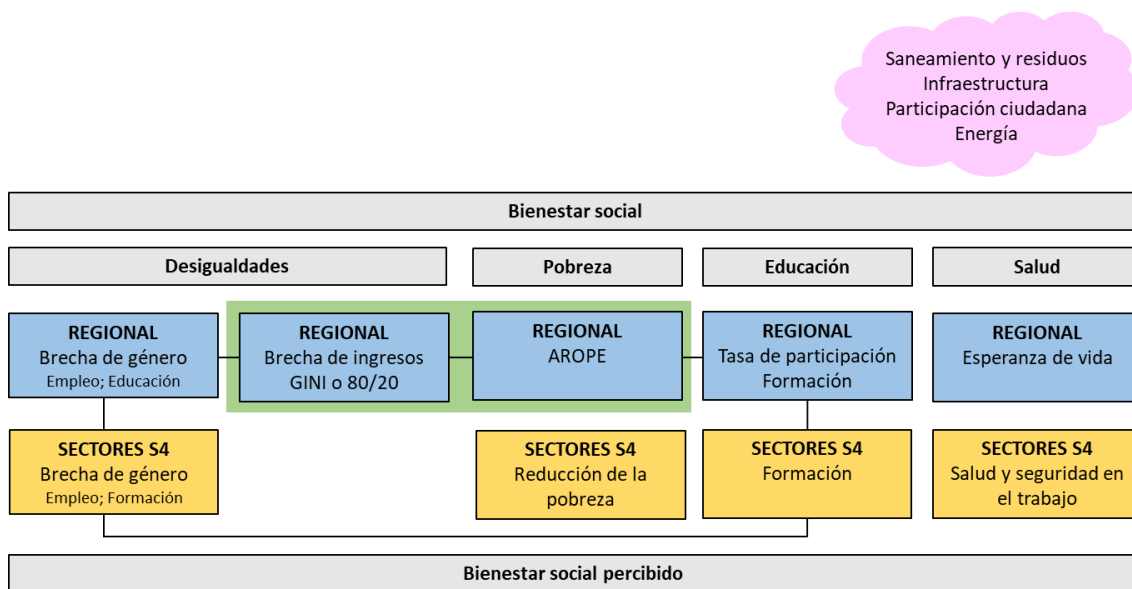 Saneamiento y residuos
Infraestructura
Participación ciudadana
Energía
Bienestar social
Desigualdades
Pobreza
Educación
Salud
REGIONAL
Brecha de género
Empleo; Educación
REGIONAL
Brecha de ingresos
GINI o 80/20
REGIONAL
AROPE
REGIONAL
Tasa de participación
Formación
REGIONAL
Esperanza de vida
SECTORES S4
Brecha de género
Empleo; Formación
SECTORES S4
Reducción de la
pobreza
SECTORES S4
Formación
SECTORES S4
Salud y seguridad en
el trabajo
Bienestar social percibido